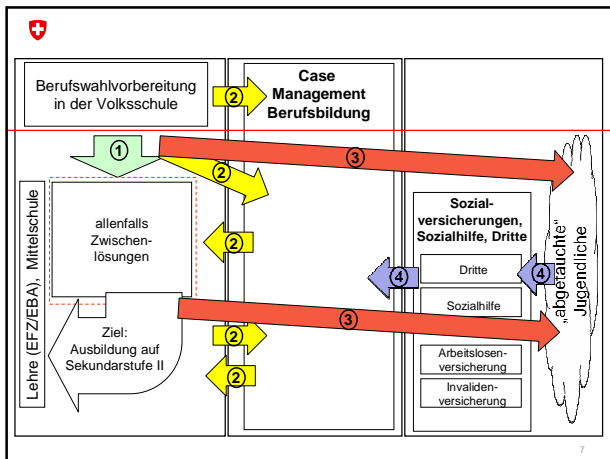 Berufswahlvorbereitung
in der Volksschule
2
Case
Management
Berufsbildung
1
2
3
allenfalls
Zwischen-
lösungen
2
Sozial-
versicherungen,
Sozialhilfe, Dritte
Dritte
4
4
Sozialhilfe
„abgetauchte“
Jugendliche
Lehre (EFZ/EBA), Mittelschule
3
Ziel:
Ausbildung auf
Sekundarstufe II
2
2
Arbeitslosen-
versicherung
Invaliden-
versicherung
7